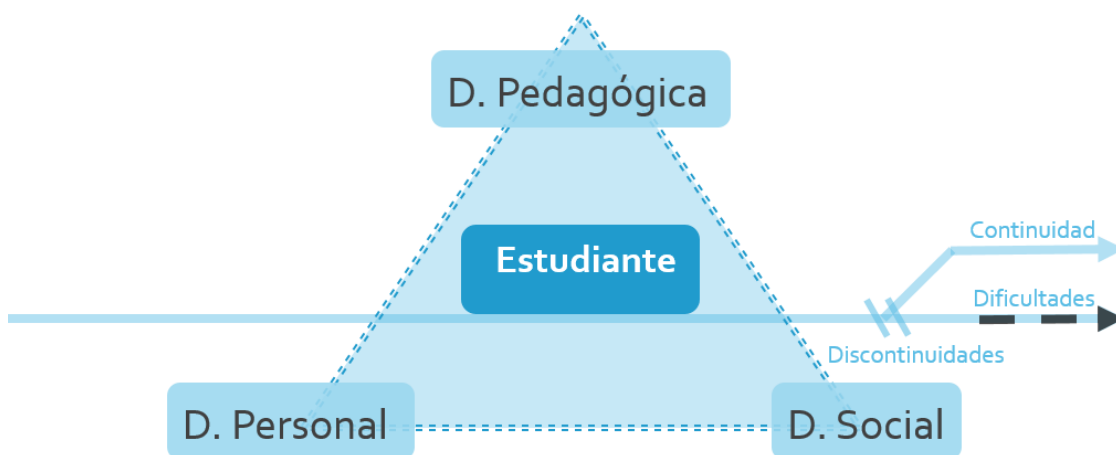 D. Pedagógica
Estudiante
Continuidad
Dificultades
Discontinuidades
D. Personal
D. Social